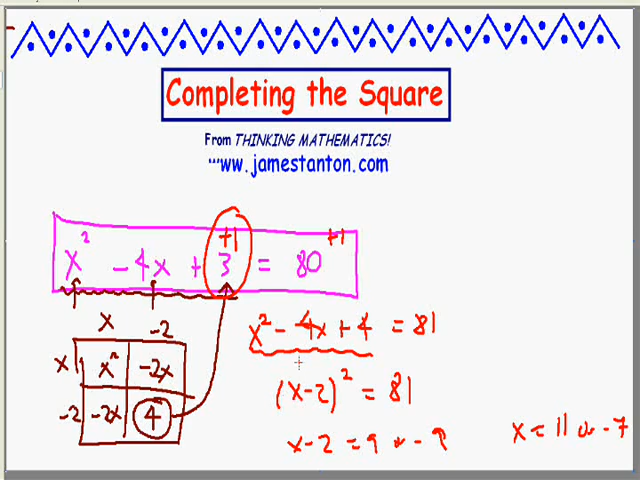 Completing the Square
From THINKING MATHEMATICS!
www.jamestanton.com
+1 +1
x² - 4x + 3 = 80
x -2
x x² -2x
-2 -2x 4
x² - 4x + 4 = 81
(x-2)² = 81
x-2 = 9 or -9
x = 11 or -7